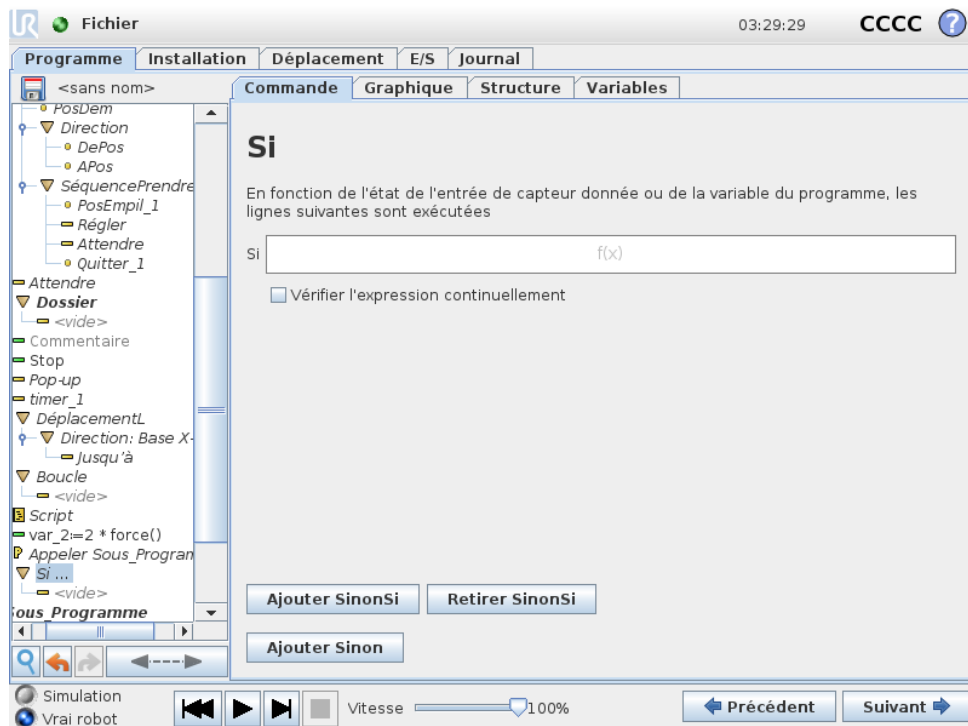 UR Fichier 03:29:29 CCCC ?
Programme Installation Déplacement E/S Journal
<sans nom>
Commande Graphique Structure Variables
PosDem
Direction
DePos
APos
SéquencePrendre
PosEmpil_1
Régler
Attendre
Quitter_1
Attendre
Dossier
<vide>
Commentaire
Stop
Pop-up
timer_1
DéplacementL
Direction: Base X-
Jusqu'à
Boucle
<vide>
Script
var_2:=2 * force()
Appeler Sous_Program
Si ...
<vide>
Sous_Programme
Si
En fonction de l'état de l'entrée de capteur donnée ou de la variable du programme, les
lignes suivantes sont exécutées
Si f(x)
Vérifier l'expression continuellement
Ajouter SinonSi Retirer SinonSi
Ajouter Sinon
Simulation
Vrai robot
Vitesse 100%
Précédent Suivant